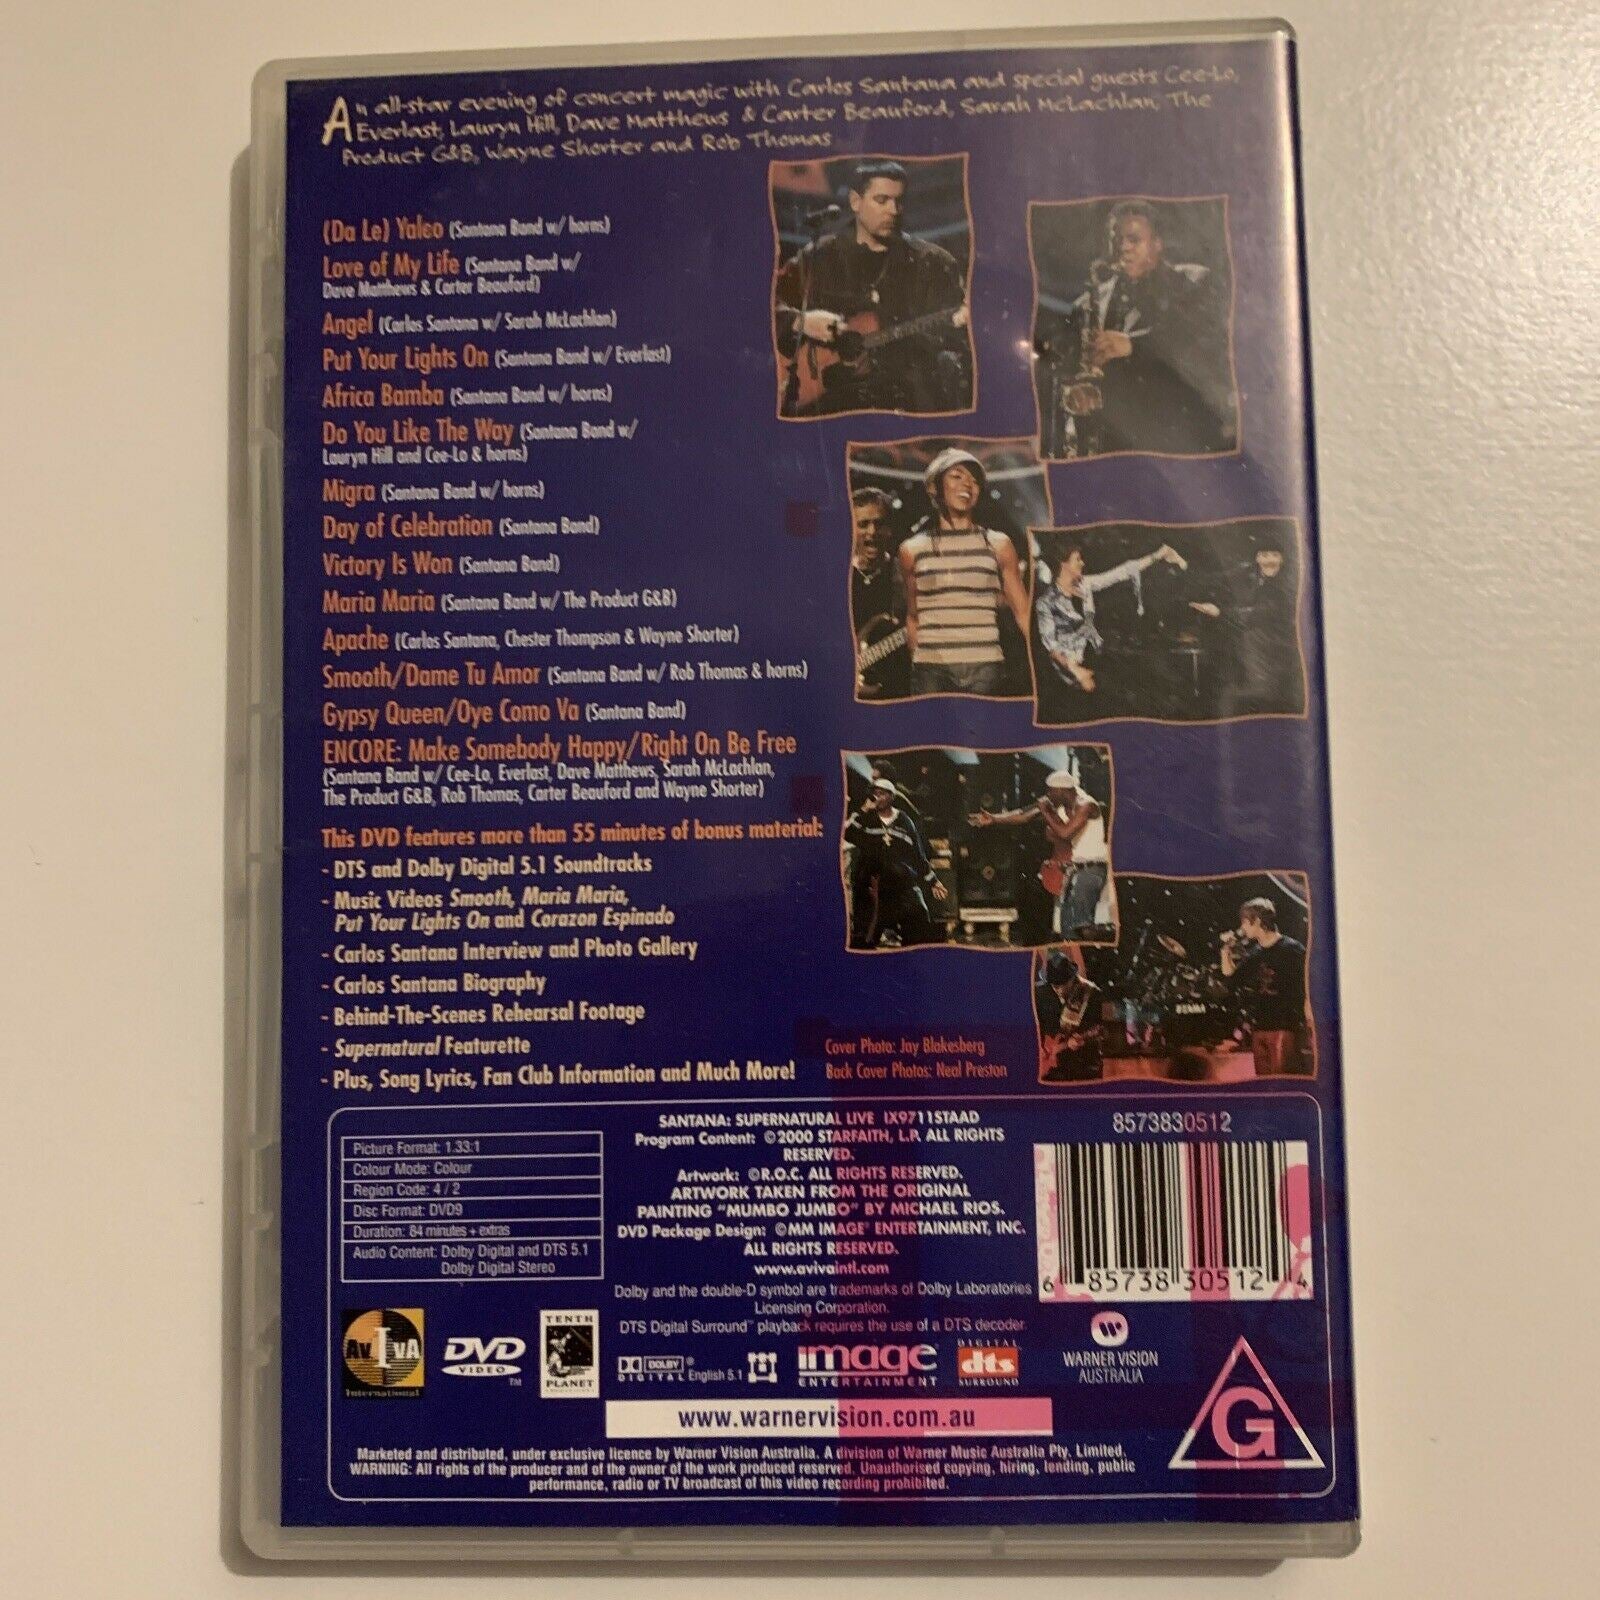 An all-star evening of concert magic with Carlos Santana and special guests Cee-Lo,
Everlast, Lauryn Hill, Dave Matthews & Carter Beauford, Sarah McLachlan, The
Product G&B, Wayne Shorter and Rob Thomas
(Da Le) Yaleo (Santana Band w/ horns)
Love of My Life (Santana Band w/
Dave Matthews & Carter Beauford)
Angel (Carlos Santana w/ Sarah McLachlan)
Put Your Lights On (Santana Band w/ Everlast)
Africa Bamba (Santana Band w/ horns)
Do You Like The Way (Santana Band w/
Lauryn Hill and Cee-Lo & horns)
Migra (Santana Band w/ horns)
Day of Celebration (Santana Band)
Victory Is Won (Santana Band)
Maria Maria (Santana Band w/ The Product G&B)
Apache (Carlos Santana, Chester Thompson & Wayne Shorter)
Smooth/Dame Tu Amor (Santana Band w/ Rob Thomas & horns)
Gypsy Queen/Oye Como Va (Santana Band)
ENCORE: Make Somebody Happy/Right On Be Free
(Santana Band w/ Cee-Lo, Everlast, Dave Matthews, Sarah McLachlan,
The Product G&B, Rob Thomas, Carter Beauford and Wayne Shorter)
This DVD features more than 55 minutes of bonus material:
- DTS and Dolby Digital 5.1 Soundtracks
- Music Videos Smooth, Maria Maria,
Put Your Lights On and Corazon Espinado
- Carlos Santana Interview and Photo Gallery
- Carlos Santana Biography
- Behind-The-Scenes Rehearsal Footage
- Supernatural Featurette
- Plus, Song Lyrics, Fan Club Information and Much More!
Cover Photo: Jay Blakesberg
Back Cover Photos: Neal Preston
Picture Format: 1.33:1
Colour Mode: Colour
Region Code: 4 / 2
Disc Format: DVD9
Duration: 84 minutes + extras
Audio Content: Dolby Digital and DTS 5.1
Dolby Digital Stereo
SANTANA: SUPERNATURAL LIVE IX9711STAAD
Program Content: ©2000 STARFAITH, L.P. ALL RIGHTS
RESERVED.
Artwork: ©R.O.C. ALL RIGHTS RESERVED.
ARTWORK TAKEN FROM THE ORIGINAL
PAINTING "MUMBO JUMBO" BY MICHAEL RIOS.
DVD Package Design: ©MM IMAGE ENTERTAINMENT, INC.
ALL RIGHTS RESERVED.
www.avivaintl.com
Dolby and the double-D symbol are trademarks of Dolby Laboratories
Licensing Corporation.
DTS Digital Surround™ playback requires the use of a DTS decoder.
8573830512
6 85738 30512 4
AvIvA
International
DVD
VIDEO
TM
TENTH
PLANET
DOLBY
DIGITAL
English 5.1
image
ENTERTAINMENT
DIGITAL
dts
SURROUND
WARNER VISION
AUSTRALIA
G
www.warnervision.com.au
Marketed and distributed, under exclusive licence by Warner Vision Australia. A division of Warner Music Australia Pty. Limited.
WARNING: All rights of the producer and of the owner of the work produced reserved. Unauthorised copying, hiring, lending, public
performance, radio or TV broadcast of this video recording prohibited.